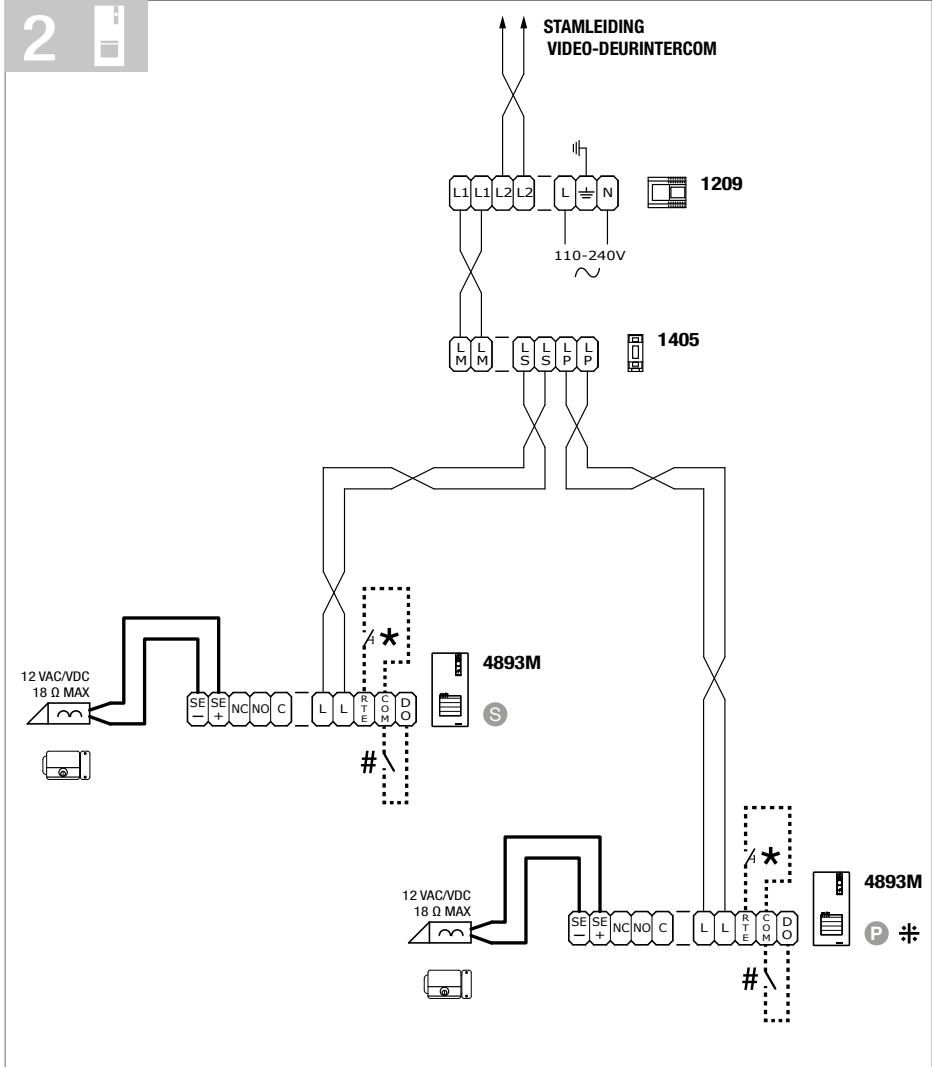 2
STAMLEIDING
VIDEO-DEURINTERCOM
L1 L1 L2 L2 L N
1209
110-240V
LM LM LS LS LP LP
1405
*
4893M
12 VAC/VDC
18 Ω MAX
SE - SE + NC NO C L L RTE COM DO
S
#
*
4893M
12 VAC/VDC
18 Ω MAX
SE - SE + NC NO C L L RTE COM DO
P
#